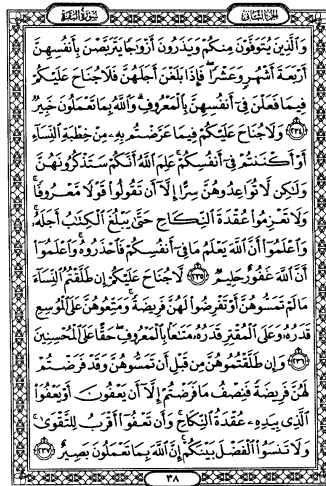 الجزء الثاني
سورة البقرة
وَالَّذِينَ يُتَوَفَّوْنَ مِنكُمْ وَيَذَرُونَ أَزْوَاجًا يَتَرَبَّصْنَ بِأَنفُسِهِنَّ
أَرْبَعَةَ أَشْهُرٍ وَعَشْرًا فَإِذَا بَلَغْنَ أَجَلَهُنَّ فَلَا جُنَاحَ عَلَيْكُمْ
فِيمَا فَعَلْنَ فِي أَنفُسِهِنَّ بِالْمَعْرُوفِ وَاللَّهُ بِمَا تَعْمَلُونَ خَبِيرٌ
٢٣٤ وَلَا جُنَاحَ عَلَيْكُمْ فِيمَا عَرَّضْتُم بِهِ مِنْ خِطْبَةِ النِّسَاءِ
أَوْ أَكْنَنتُمْ فِي أَنفُسِكُمْ عَلِمَ اللَّهُ أَنَّكُمْ سَتَذْكُرُونَهُنَّ
وَلَٰكِن لَّا تُوَاعِدُوهُنَّ سِرًّا إِلَّا أَن تَقُولُوا قَوْلًا مَّعْرُوفًا
وَلَا تَعْزِمُوا عُقْدَةَ النِّكَاحِ حَتَّىٰ يَبْلُغَ الْكِتَابُ أَجَلَهُ
وَاعْلَمُوا أَنَّ اللَّهَ يَعْلَمُ مَا فِي أَنفُسِكُمْ فَاحْذَرُوهُ وَاعْلَمُوا
أَنَّ اللَّهَ غَفُورٌ حَلِيمٌ ٢٣٥ لَّا جُنَاحَ عَلَيْكُمْ إِن طَلَّقْتُمُ النِّسَاءَ
مَا لَمْ تَمَسُّوهُنَّ أَوْ تَفْرِضُوا لَهُنَّ فَرِيضَةً وَمَتِّعُوهُنَّ عَلَى الْمُوسِعِ
قَدَرُهُ وَعَلَى الْمُقْتِرِ قَدَرُهُ مَتَاعًا بِالْمَعْرُوفِ حَقًّا عَلَى الْمُحْسِنِينَ
٢٣٦ وَإِن طَلَّقْتُمُوهُنَّ مِن قَبْلِ أَن تَمَسُّوهُنَّ وَقَدْ فَرَضْتُمْ
لَهُنَّ فَرِيضَةً فَنِصْفُ مَا فَرَضْتُمْ إِلَّا أَن يَعْفُونَ أَوْ يَعْفُوَا
الَّذِي بِيَدِهِ عُقْدَةُ النِّكَاحِ وَأَن تَعْفُوا أَقْرَبُ لِلتَّقْوَىٰ
وَلَا تَنسَوُا الْفَضْلَ بَيْنَكُمْ إِنَّ اللَّهَ بِمَا تَعْمَلُونَ بَصِيرٌ ٢٣٧
٣٨